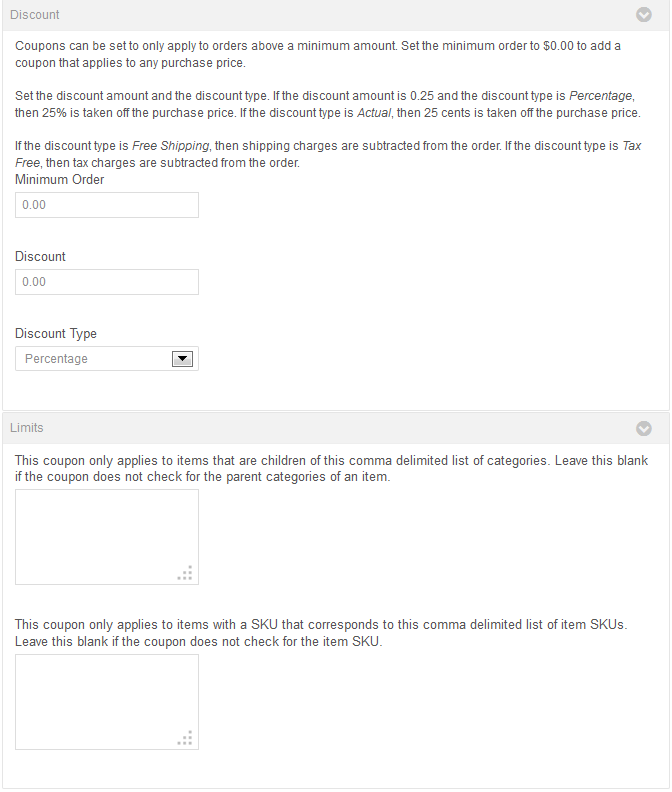 Discount
Coupons can be set to only apply to orders above a minimum amount. Set the minimum order to $0.00 to add a
coupon that applies to any purchase price.
Set the discount amount and the discount type. If the discount amount is 0.25 and the discount type is Percentage,
then 25% is taken off the purchase price. If the discount type is Actual, then 25 cents is taken off the purchase price.
If the discount type is Free Shipping, then shipping charges are subtracted from the order. If the discount type is Tax
Free, then tax charges are subtracted from the order.
Minimum Order
0.00
Discount
0.00
Discount Type
Percentage
Limits
This coupon only applies to items that are children of this comma delimited list of categories. Leave this blank
if the coupon does not check for the parent categories of an item.
This coupon only applies to items with a SKU that corresponds to this comma delimited list of item SKUs.
Leave this blank if the coupon does not check for the item SKU.